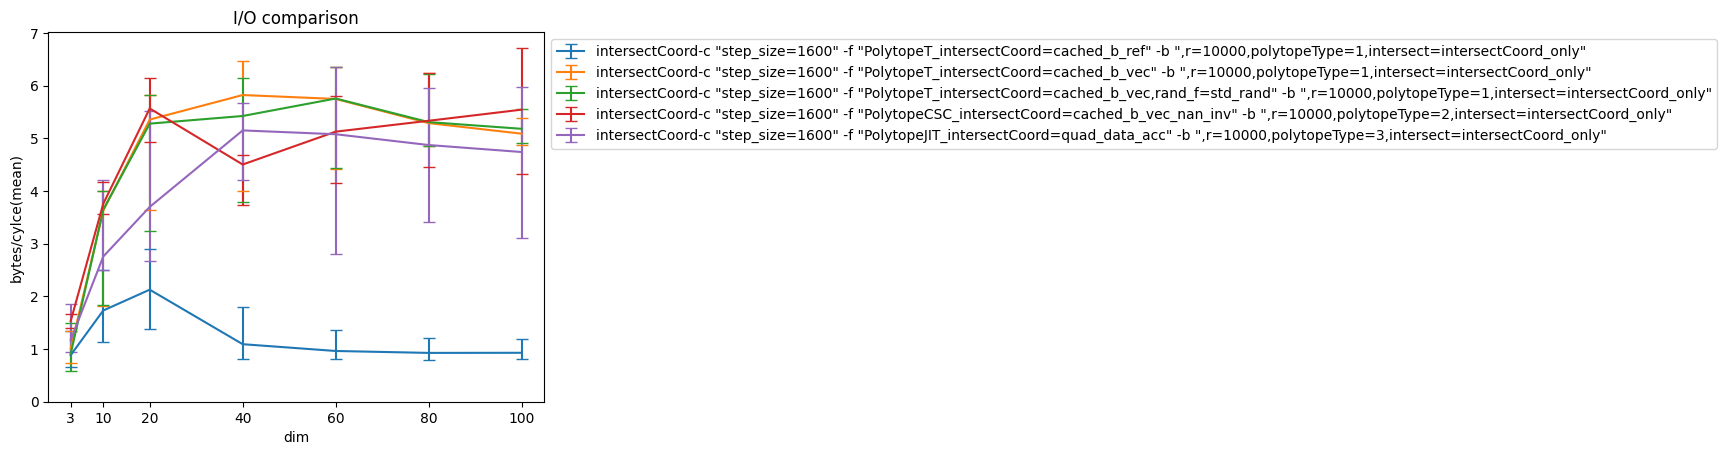 I/O comparison
7
6
5
4
3
2
1
0
bytes/cylce(mean)
3 10 20 40 60 80 100
dim
intersectCoord-c "step_size=1600" -f "PolytopeT_intersectCoord=cached_b_ref" -b ",r=10000,polytopeType=1,intersect=intersectCoord_only"
intersectCoord-c "step_size=1600" -f "PolytopeT_intersectCoord=cached_b_vec" -b ",r=10000,polytopeType=1,intersect=intersectCoord_only"
intersectCoord-c "step_size=1600" -f "PolytopeT_intersectCoord=cached_b_vec,rand_f=std_rand" -b ",r=10000,polytopeType=1,intersect=intersectCoord_only"
intersectCoord-c "step_size=1600" -f "PolytopeCSC_intersectCoord=cached_b_vec_nan_inv" -b ",r=10000,polytopeType=2,intersect=intersectCoord_only"
intersectCoord-c "step_size=1600" -f "PolytopeJIT_intersectCoord=quad_data_acc" -b ",r=10000,polytopeType=3,intersect=intersectCoord_only"